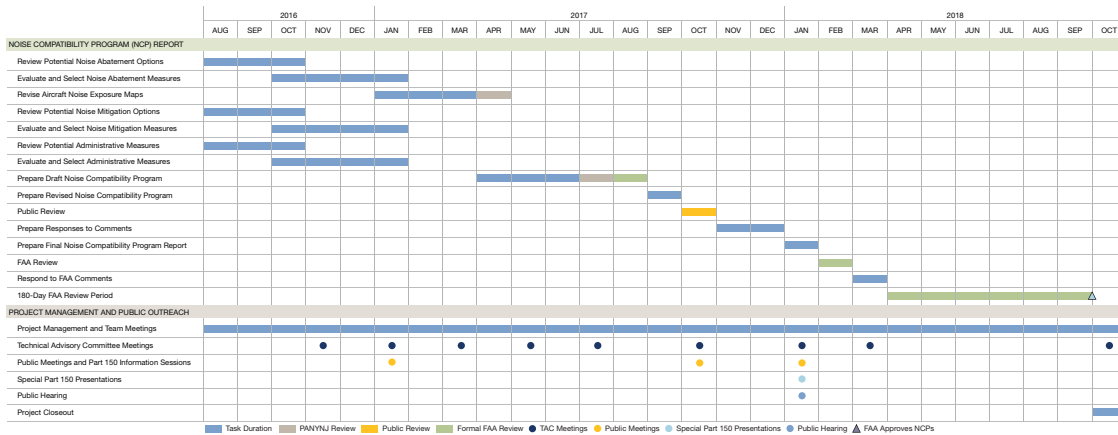 2016 2017 2018
AUG SEP OCT NOV DEC JAN FEB MAR APR MAY JUN JUL AUG SEP OCT NOV DEC JAN FEB MAR APR MAY JUN JUL AUG SEP OCT
NOISE COMPATIBILITY PROGRAM (NCP) REPORT
Review Potential Noise Abatement Options
Evaluate and Select Noise Abatement Measures
Revise Aircraft Noise Exposure Maps
Review Potential Noise Mitigation Options
Evaluate and Select Noise Mitigation Measures
Review Potential Administrative Measures
Evaluate and Select Administrative Measures
Prepare Draft Noise Compatibility Program
Prepare Revised Noise Compatibility Program
Public Review
Prepare Responses to Comments
Prepare Final Noise Compatibility Program Report
FAA Review
Respond to FAA Comments
180-Day FAA Review Period
PROJECT MANAGEMENT AND PUBLIC OUTREACH
Project Management and Team Meetings
Technical Advisory Committee Meetings
Public Meetings and Part 150 Information Sessions
Special Part 150 Presentations
Public Hearing
Project Closeout
Task Duration PANYNJ Review Public Review Formal FAA Review TAC Meetings Public Meetings Special Part 150 Presentations Public Hearing FAA Approves NCPs